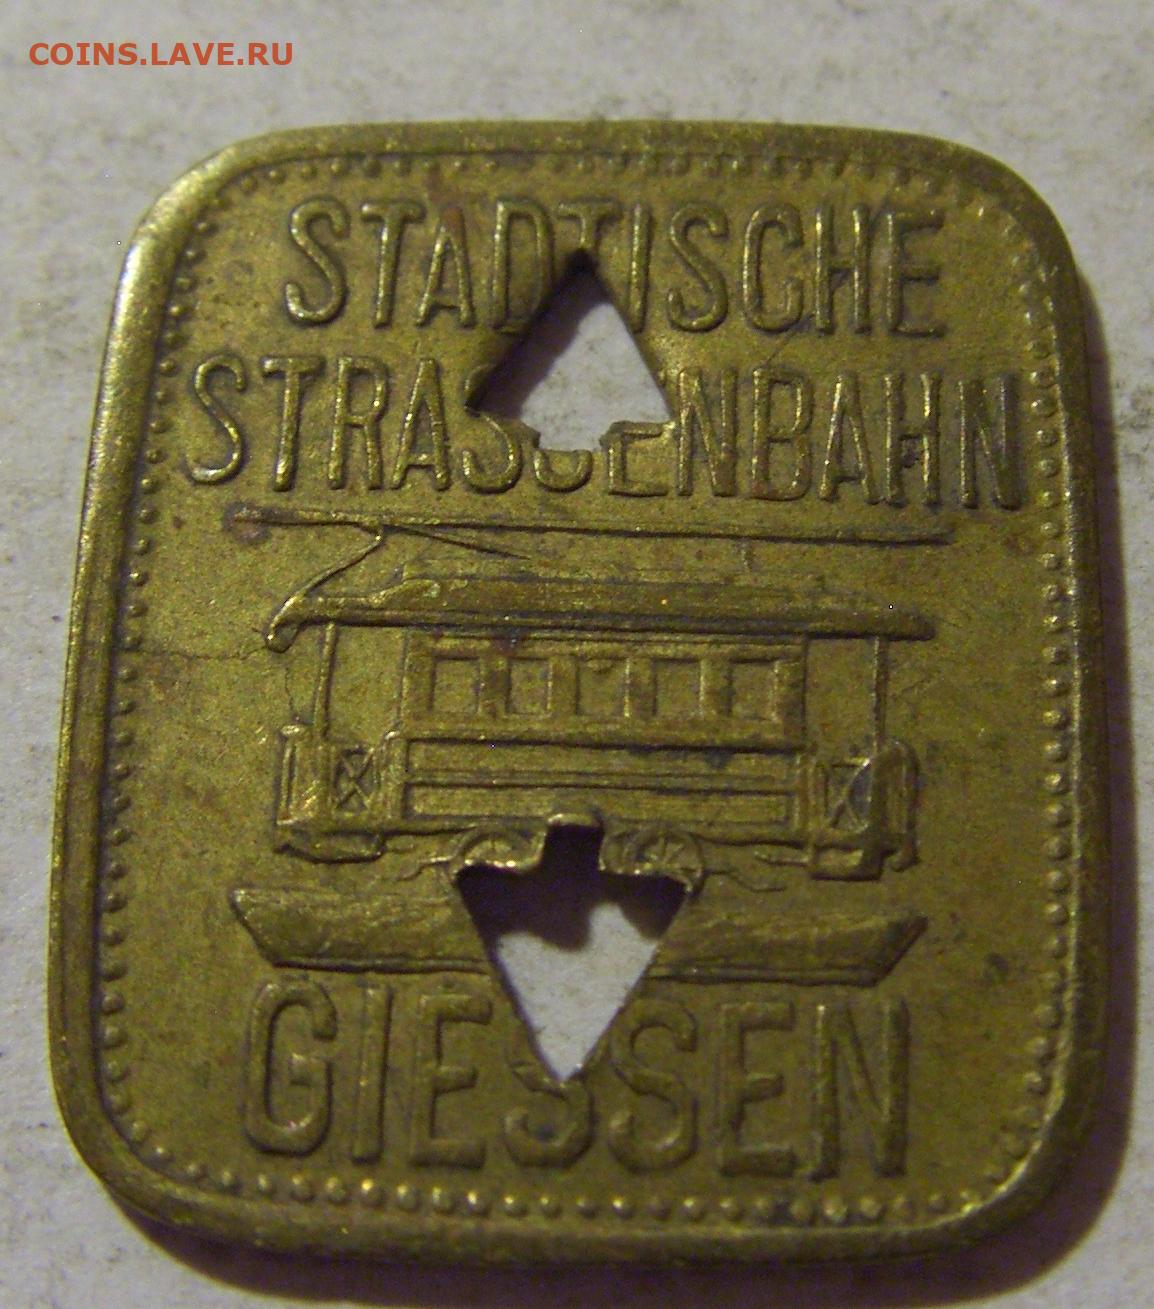 COINS.LAVE.RU
STADTISCHE
STRASSENBAHN
GIESSEN